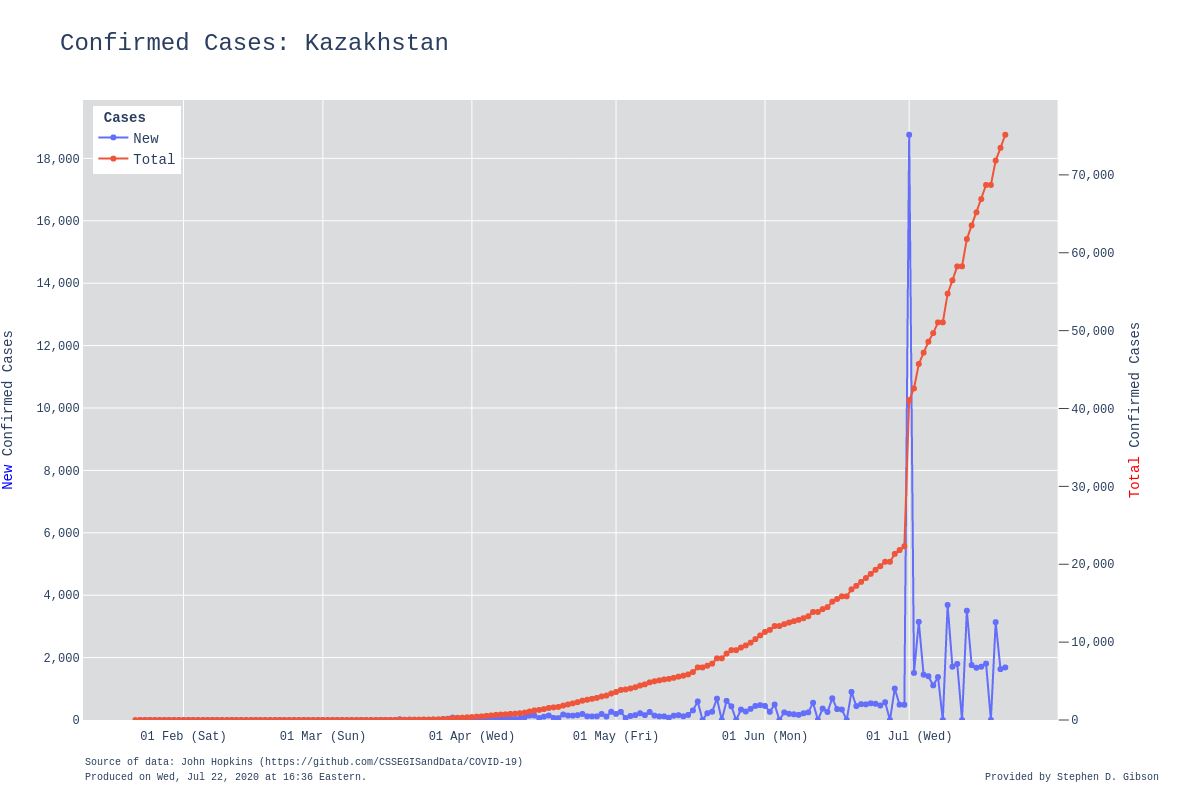 Confirmed Cases: Kazakhstan
Cases
New
Total
18,000
16,000
14,000
12,000
10,000
8,000
6,000
4,000
2,000
0
New Confirmed Cases
70,000
60,000
50,000
40,000
30,000
20,000
10,000
0
Total Confirmed Cases
01 Feb (Sat) 01 Mar (Sun) 01 Apr (Wed) 01 May (Fri) 01 Jun (Mon) 01 Jul (Wed)
Source of data: John Hopkins (https://github.com/CSSEGISandData/COVID-19)
Produced on Wed, Jul 22, 2020 at 16:36 Eastern.
Provided by Stephen D. Gibson